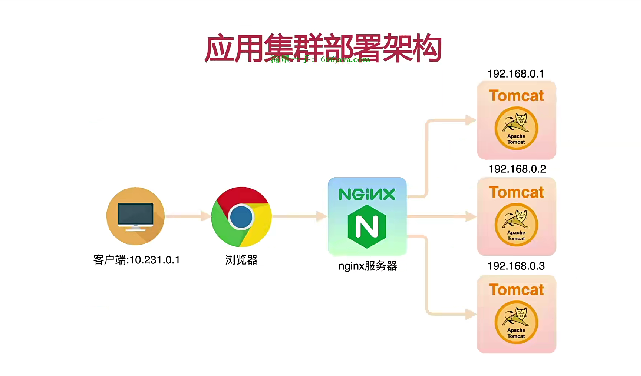 应用集群部署架构
192.168.0.1
Tomcat
Apache
Tomcat
192.168.0.2
Tomcat
Apache
Tomcat
192.168.0.3
Tomcat
Apache
Tomcat
NGINX
N
客户端:10.231.0.1
浏览器
nginx服务器